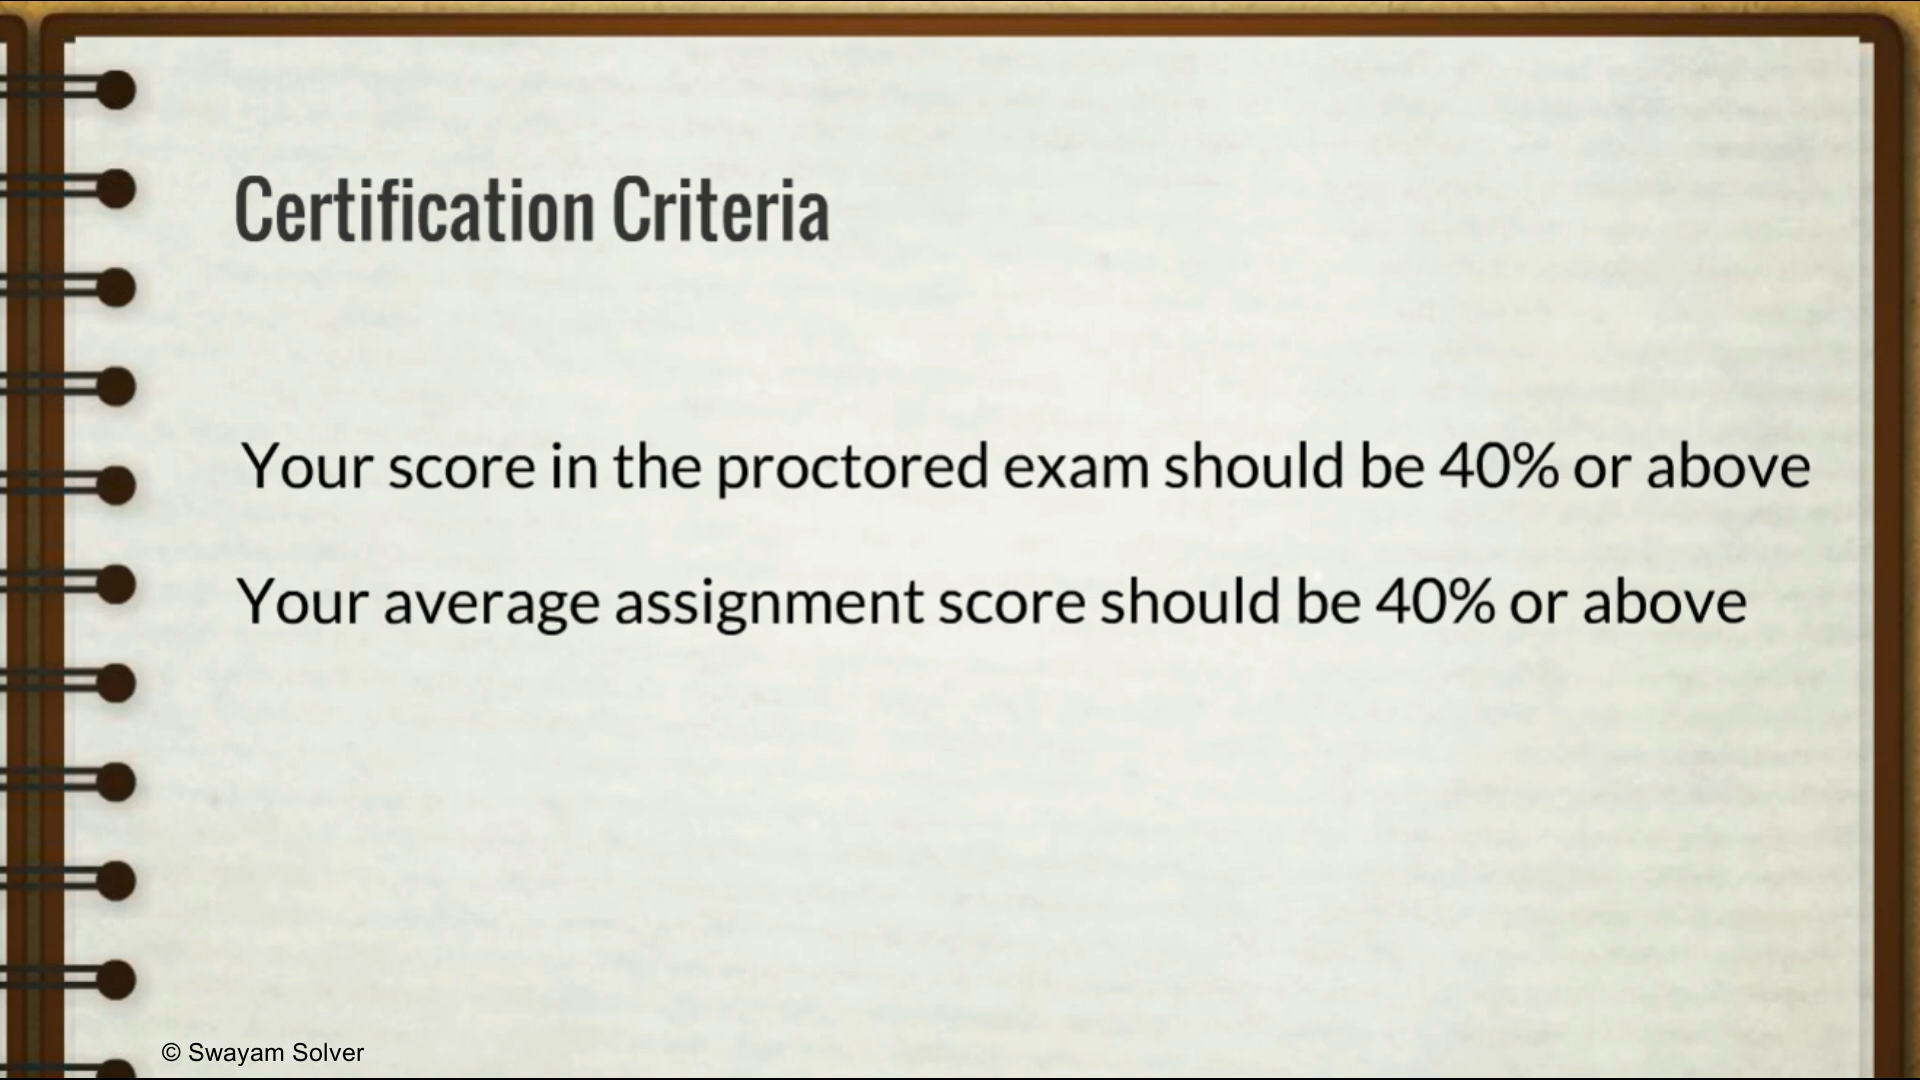 Certification Criteria
Your score in the proctored exam should be 40% or above
Your average assignment score should be 40% or above
© Swayam Solver